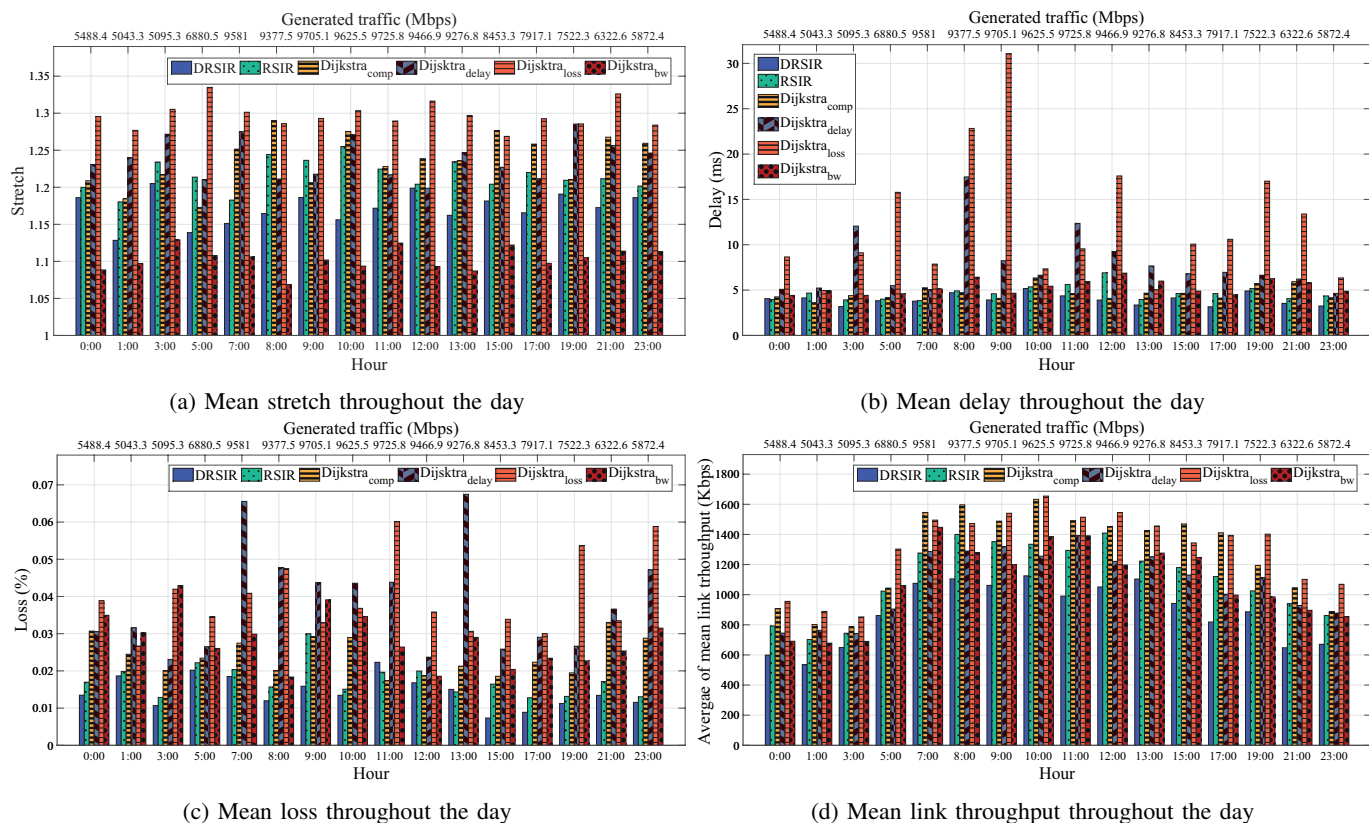 Generated traffic (Mbps)
5488.4 5043.3 5095.3 6880.5 9581 9377.5 9705.1 9625.5 9725.8 9466.9 9276.8 8453.3 7917.1 7522.3 6322.6 5872.4
DRSIR RSIR Dijkstra_comp Dijsktra_delay Dijsktra_loss Dijkstra_bw
Stretch
1.35
1.3
1.25
1.2
1.15
1.1
1.05
1
0:00 1:00 3:00 5:00 7:00 8:00 9:00 10:00 11:00 12:00 13:00 15:00 17:00 19:00 21:00 23:00
Hour
(a) Mean stretch throughout the day
Generated traffic (Mbps)
5488.4 5043.3 5095.3 6880.5 9581 9377.5 9705.1 9625.5 9725.8 9466.9 9276.8 8453.3 7917.1 7522.3 6322.6 5872.4
DRSIR
RSIR
Dijkstra_comp
Dijsktra_delay
Dijsktra_loss
Dijkstra_bw
Delay (ms)
30
25
20
15
10
5
0
0:00 1:00 3:00 5:00 7:00 8:00 9:00 10:00 11:00 12:00 13:00 15:00 17:00 19:00 21:00 23:00
Hour
(b) Mean delay throughout the day
Generated traffic (Mbps)
5488.4 5043.3 5095.3 6880.5 9581 9377.5 9705.1 9625.5 9725.8 9466.9 9276.8 8453.3 7917.1 7522.3 6322.6 5872.4
DRSIR RSIR Dijkstra_comp Dijsktra_delay Dijsktra_loss Dijkstra_bw
Loss (%)
0.07
0.06
0.05
0.04
0.03
0.02
0.01
0
0:00 1:00 3:00 5:00 7:00 8:00 9:00 10:00 11:00 12:00 13:00 15:00 17:00 19:00 21:00 23:00
Hour
(c) Mean loss throughout the day
Generated traffic (Mbps)
5488.4 5043.3 5095.3 6880.5 9581 9377.5 9705.1 9625.5 9725.8 9466.9 9276.8 8453.3 7917.1 7522.3 6322.6 5872.4
DRSIR RSIR Dijkstra_comp Dijsktra_delay Dijsktra_loss Dijkstra_bw
Avergae of mean link trhoughput (Kbps)
1800
1600
1400
1200
1000
800
600
400
200
0
0:00 1:00 3:00 5:00 7:00 8:00 9:00 10:00 11:00 12:00 13:00 15:00 17:00 19:00 21:00 23:00
Hour
(d) Mean link throughput throughout the day